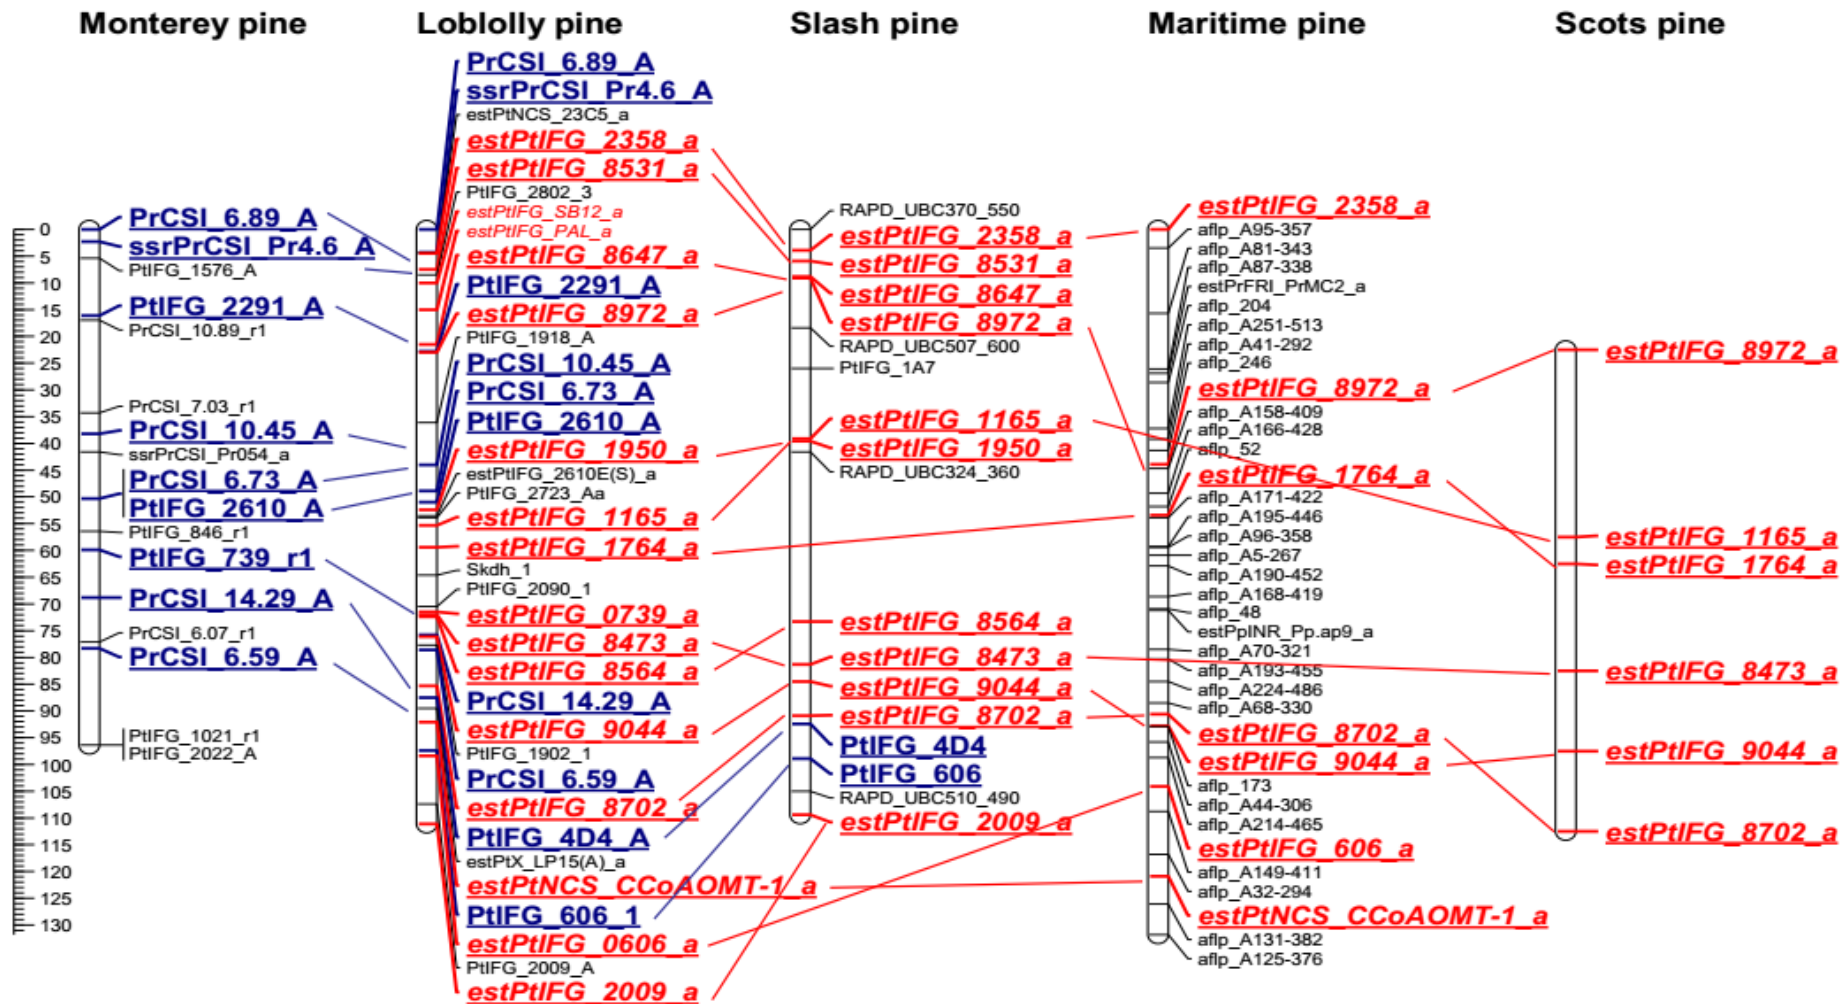 Monterey pine
Loblolly pine
Slash pine
Maritime pine
Scots pine
0
5
10
15
20
25
30
35
40
45
50
55
60
65
70
75
80
85
90
95
100
105
110
115
120
125
130
PrCSI_6.89_A
ssrPrCSI_Pr4.6_A
PtIFG_1576_A
PtIFG_2291_A
PrCSI_10.89_r1
PrCSI_7.03_r1
PrCSI_10.45_A
ssrPrCSI_Pr054_a
PrCSI_6.73_A
PtIFG_2610_A
PtIFG_846_r1
PtIFG_739_r1
PrCSI_14.29_A
PrCSI_6.07_r1
PrCSI_6.59_A
PtIFG_1021_r1
PtIFG_2022_A
PrCSI_6.89_A
ssrPrCSI_Pr4.6_A
estPtNCS_23C5_a
estPtIFG_2358_a
estPtIFG_8531_a
PtIFG_2802_3
estPtIFG_SB12_a
estPtIFG_PAL_a
estPtIFG_8647_a
PtIFG_2291_A
estPtIFG_8972_a
PtIFG_1918_A
PrCSI_10.45_A
PrCSI_6.73_A
PtIFG_2610_A
estPtIFG_1950_a
estPtIFG_2610E(S)_a
PtIFG_2723_Aa
estPtIFG_1165_a
estPtIFG_1764_a
Skdh_1
PtIFG_2090_1
estPtIFG_0739_a
estPtIFG_8473_a
estPtIFG_8564_a
PrCSI_14.29_A
estPtIFG_9044_a
PtIFG_1902_1
PrCSI_6.59_A
estPtIFG_8702_a
PtIFG_4D4_A
estPtX_LP15(A)_a
estPtNCS_CCoAOMT-1_a
PtIFG_606_1
estPtIFG_0606_a
PtIFG_2009_A
estPtIFG_2009_a
RAPD_UBC370_550
estPtIFG_2358_a
estPtIFG_8531_a
estPtIFG_8647_a
estPtIFG_8972_a
RAPD_UBC507_600
PtIFG_1A7
estPtIFG_1165_a
estPtIFG_1950_a
RAPD_UBC324_360
estPtIFG_8564_a
estPtIFG_8473_a
estPtIFG_9044_a
estPtIFG_8702_a
PtIFG_4D4
PtIFG_606
RAPD_UBC510_490
estPtIFG_2009_a
estPtIFG_2358_a
aflp_A95-357
aflp_A81-343
aflp_A87-338
estPrFRI_PrMC2_a
aflp_204
aflp_A251-513
aflp_A41-292
aflp_246
estPtIFG_8972_a
aflp_A158-409
aflp_A166-428
aflp_52
estPtIFG_1764_a
aflp_A171-422
aflp_A195-446
aflp_A96-358
aflp_A5-267
aflp_A190-452
aflp_A168-419
aflp_48
estPpINR_Pp.ap9_a
aflp_A70-321
aflp_A193-455
aflp_A224-486
aflp_A68-330
estPtIFG_8702_a
estPtIFG_9044_a
aflp_173
aflp_A44-306
aflp_A214-465
estPtIFG_606_a
aflp_A149-411
aflp_A32-294
estPtNCS_CCoAOMT-1_a
aflp_A131-382
aflp_A125-376
estPtIFG_8972_a
estPtIFG_1165_a
estPtIFG_1764_a
estPtIFG_8473_a
estPtIFG_9044_a
estPtIFG_8702_a